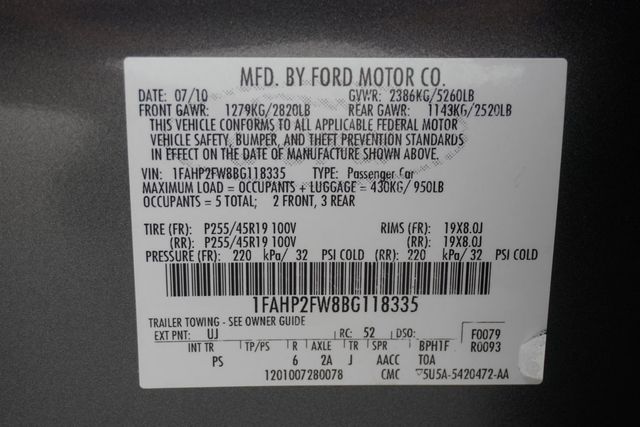 MFD. BY FORD MOTOR CO.
DATE: 07/10 GVWR: 2386KG/5260LB
FRONT GAWR: 1279KG/2820LB REAR GAWR: 1143KG/2520LB
THIS VEHICLE CONFORMS TO ALL APPLICABLE FEDERAL MOTOR
VEHICLE SAFETY, BUMPER, AND THEFT PREVENTION STANDARDS
IN EFFECT ON THE DATE OF MANUFACTURE SHOWN ABOVE.
VIN: 1FAHP2FW8BG118335 TYPE: Passenger Car
MAXIMUM LOAD = OCCUPANTS + LUGGAGE = 430KG/ 950LB
OCCUPANTS = 5 TOTAL; 2 FRONT, 3 REAR
TIRE (FR): P255/45R19 100V RIMS (FR): 19X8.0J
(RR): P255/45R19 100V (RR): 19X8.0J
PRESSURE (FR): 220 kPa/ 32 PSI COLD (RR): 220 kPa/ 32 PSI COLD
1FAHP2FW8BG118335
TRAILER TOWING - SEE OWNER GUIDE
EXT PNT: UJ RC: 52 DSO: F0079
INT TR TP/PS R AXLE TR SPR BPHTF R0093
PS 6 2A J AACC TOA
1201007280078 CMC ▽5U5A-5420472-AA